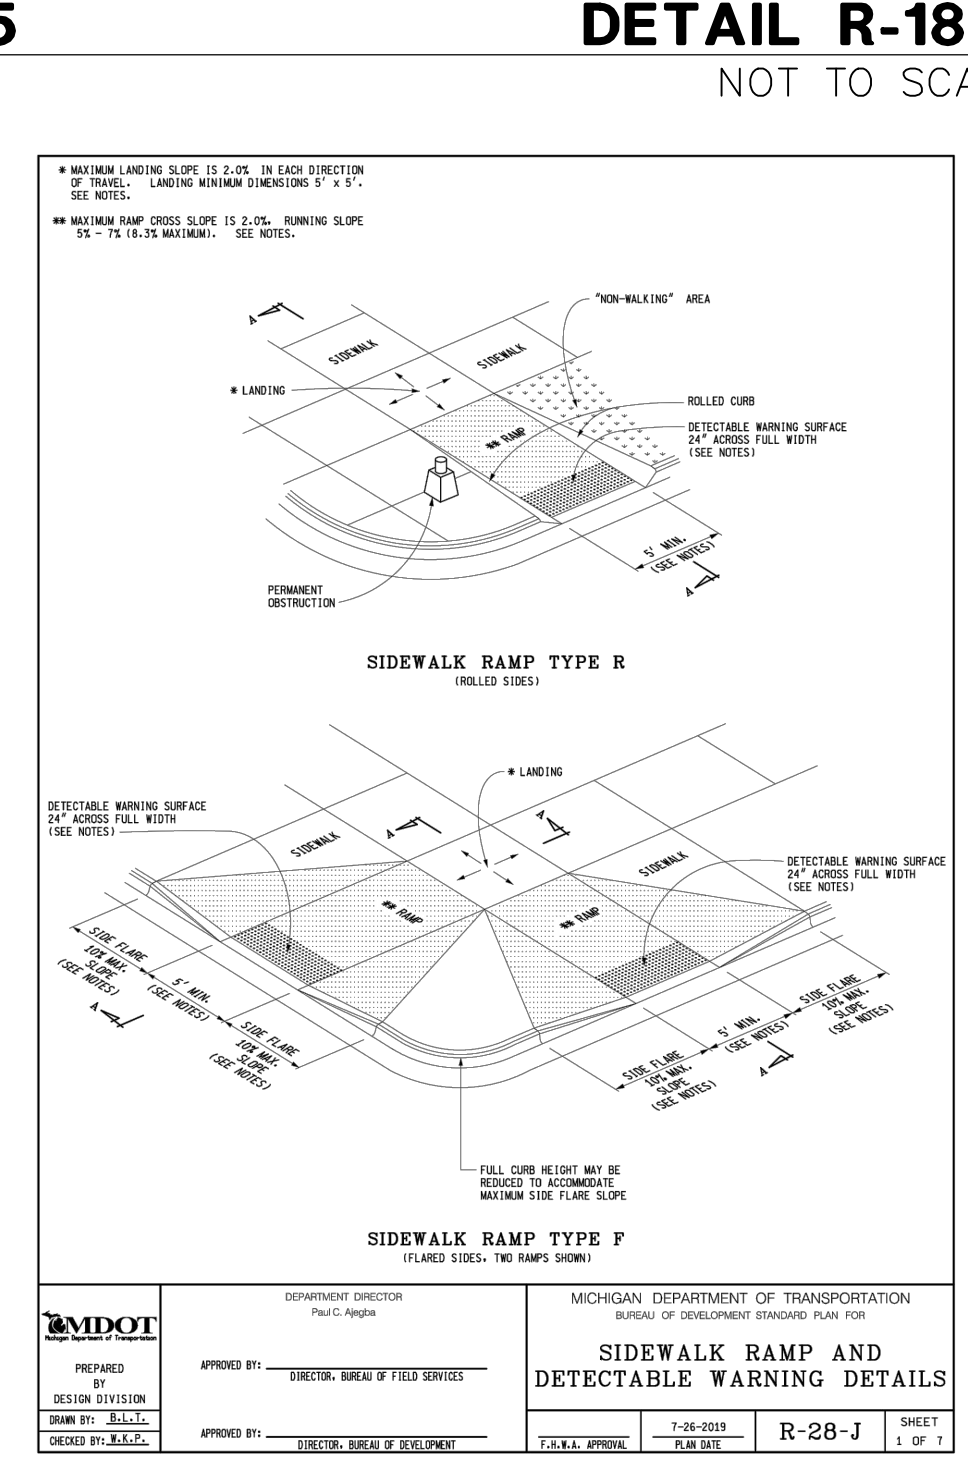 5
DETAIL R-18
NOT TO SCA
* MAXIMUM LANDING SLOPE IS 2.0% IN EACH DIRECTION
OF TRAVEL. LANDING MINIMUM DIMENSIONS 5' x 5'.
SEE NOTES.
** MAXIMUM RAMP CROSS SLOPE IS 2.0%. RUNNING SLOPE
5% - 7% (8.3% MAXIMUM). SEE NOTES.
"NON-WALKING" AREA
A
SIDEWALK
SIDEWALK
* LANDING
ROLLED CURB
** RAMP
DETECTABLE WARNING SURFACE
24" ACROSS FULL WIDTH
(SEE NOTES)
5' MIN.
(SEE NOTES)
A
PERMANENT
OBSTRUCTION
SIDEWALK RAMP TYPE R
(ROLLED SIDES)
* LANDING
DETECTABLE WARNING SURFACE
24" ACROSS FULL WIDTH
(SEE NOTES)
A
A
SIDEWALK
SIDEWALK
DETECTABLE WARNING SURFACE
24" ACROSS FULL WIDTH
(SEE NOTES)
** RAMP
** RAMP
SIDE FLARE
10% MAX.
SLOPE
(SEE NOTES)
5' MIN.
(SEE NOTES)
A
SIDE FLARE
10% MAX.
SLOPE
(SEE NOTES)
SIDE FLARE
10% MAX.
SLOPE
(SEE NOTES)
5' MIN.
(SEE NOTES)
A
SIDE FLARE
10% MAX.
SLOPE
(SEE NOTES)
FULL CURB HEIGHT MAY BE
REDUCED TO ACCOMMODATE
MAXIMUM SIDE FLARE SLOPE
SIDEWALK RAMP TYPE F
(FLARED SIDES, TWO RAMPS SHOWN)
MDOT
Michigan Department of Transportation
PREPARED
BY
DESIGN DIVISION
DRAWN BY: B.L.T.
CHECKED BY: W.K.P.
DEPARTMENT DIRECTOR
Paul C. Ajegba
APPROVED BY:
DIRECTOR, BUREAU OF FIELD SERVICES
APPROVED BY:
DIRECTOR, BUREAU OF DEVELOPMENT
MICHIGAN DEPARTMENT OF TRANSPORTATION
BUREAU OF DEVELOPMENT STANDARD PLAN FOR
SIDEWALK RAMP AND
DETECTABLE WARNING DETAILS
F.H.W.A. APPROVAL
7-26-2019
PLAN DATE
R-28-J
SHEET
1 OF 7